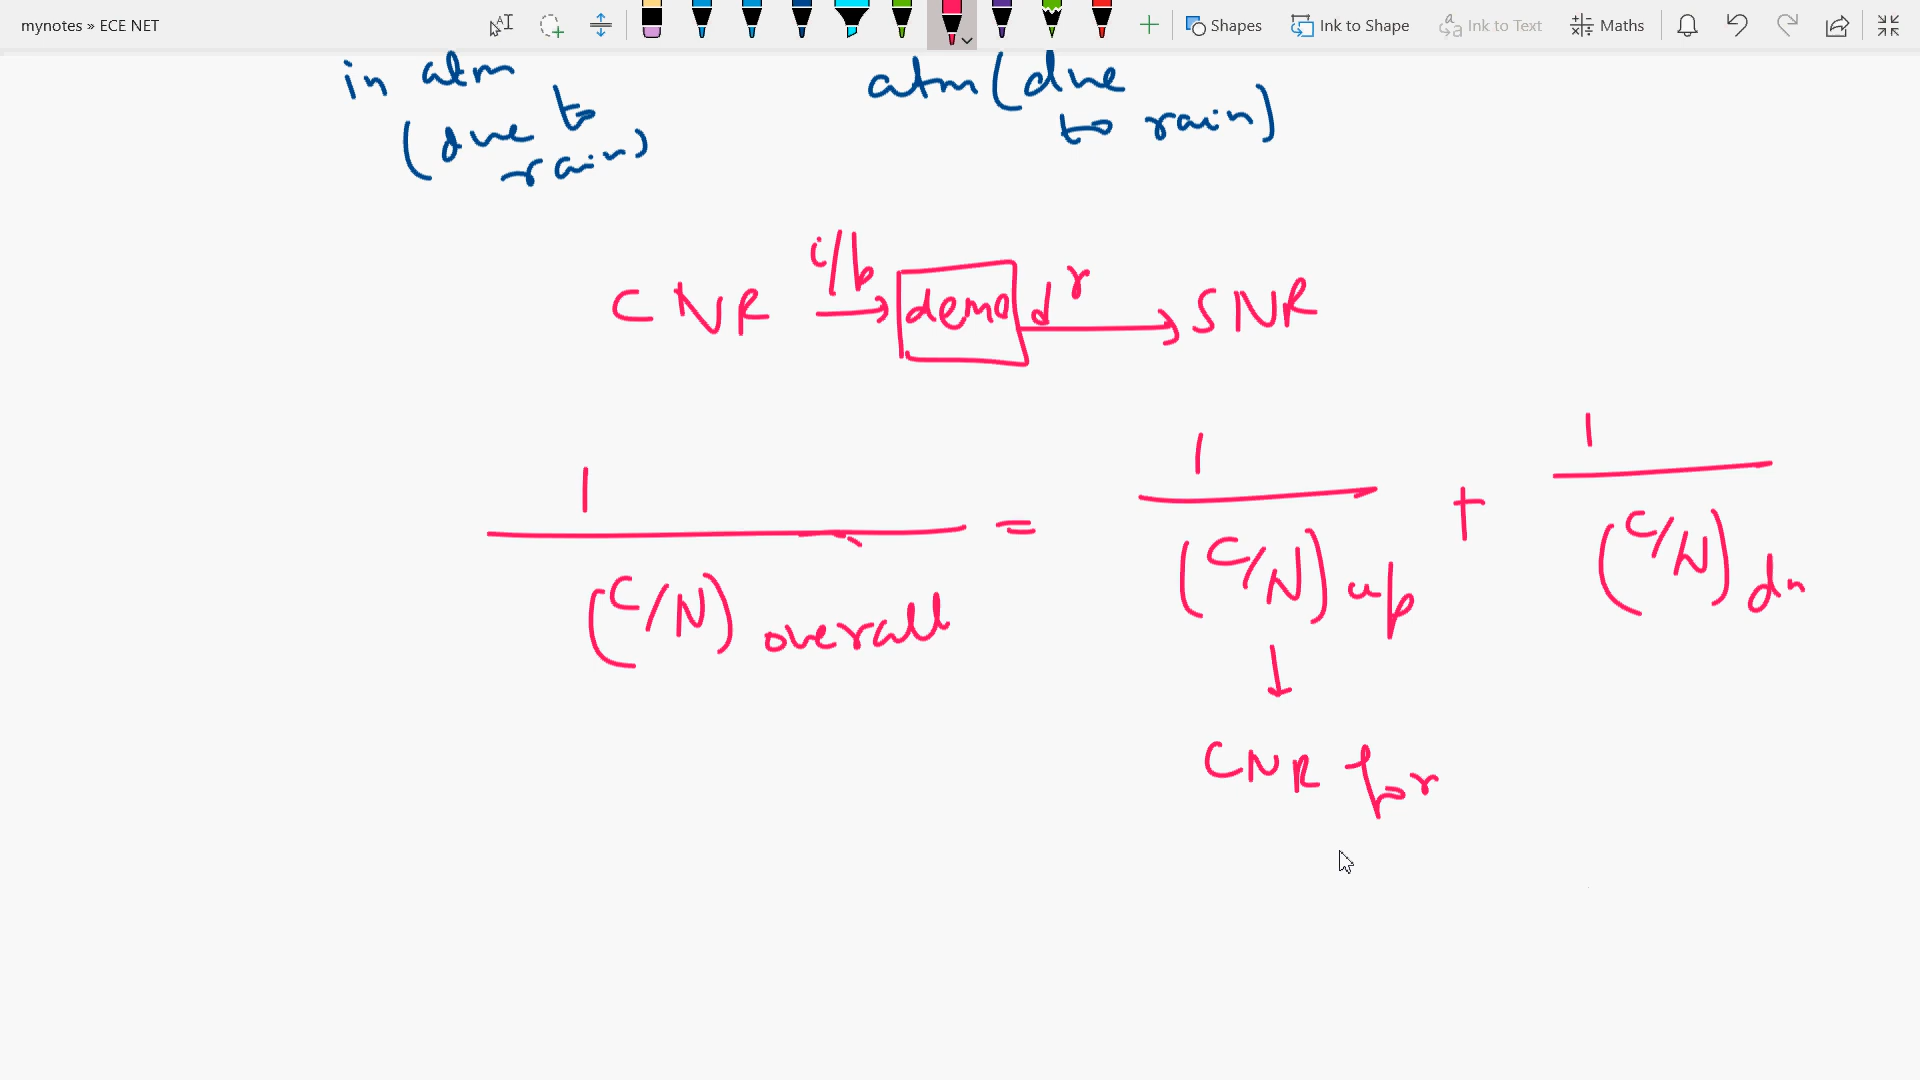 mynotes » ECE NET
Shapes
Ink to Shape
Ink to Text
Maths
in atm
(due to
rain)
atm (due
to rain)
CNR i/p demodr SNR
1/(C/N) overall = 1/(C/N) up + 1/(C/N) dn
CNR for